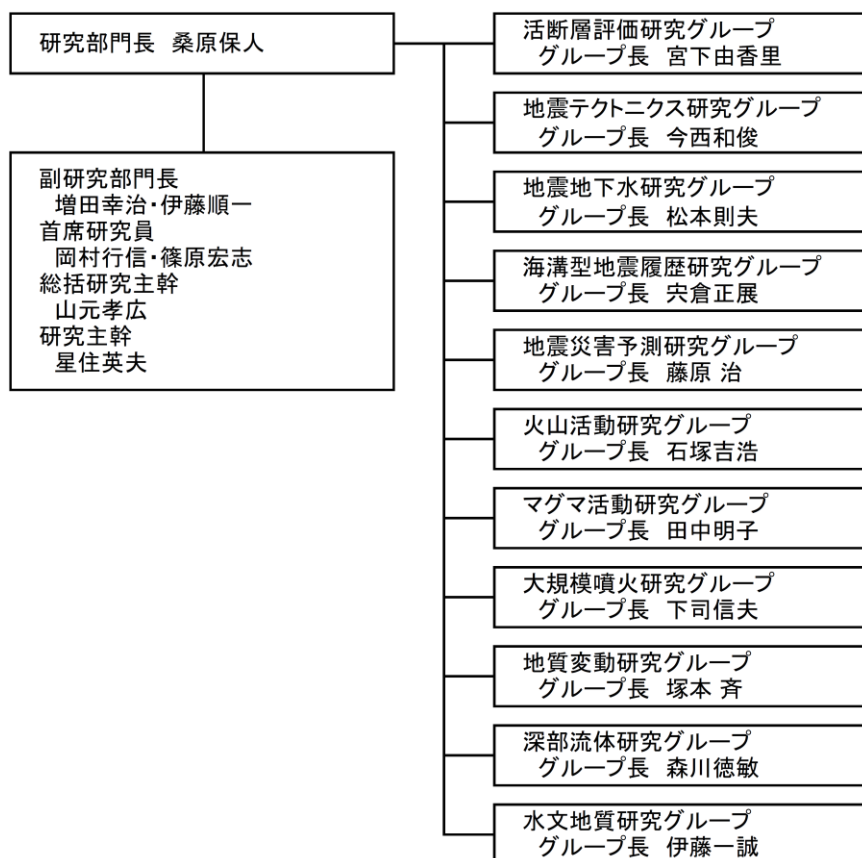 研究部門長 桑原保人
副研究部門長
増田幸治・伊藤順一
首席研究員
岡村行信・篠原宏志
総括研究主幹
山元孝広
研究主幹
星住英夫
活断層評価研究グループ
グループ長 宮下由香里
地震テクトニクス研究グループ
グループ長 今西和俊
地震地下水研究グループ
グループ長 松本則夫
海溝型地震履歴研究グループ
グループ長 宍倉正展
地震災害予測研究グループ
グループ長 藤原 治
火山活動研究グループ
グループ長 石塚吉浩
マグマ活動研究グループ
グループ長 田中明子
大規模噴火研究グループ
グループ長 下司信夫
地質変動研究グループ
グループ長 塚本 斉
深部流体研究グループ
グループ長 森川徳敏
水文地質研究グループ
グループ長 伊藤一誠